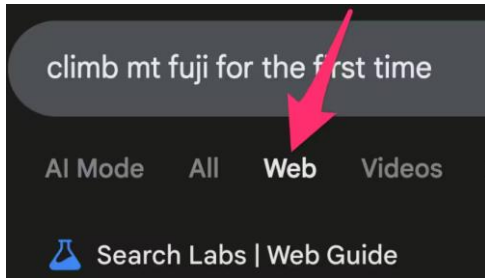 climb mt fuji for the first time
AI Mode All Web Videos
Search Labs | Web Guide